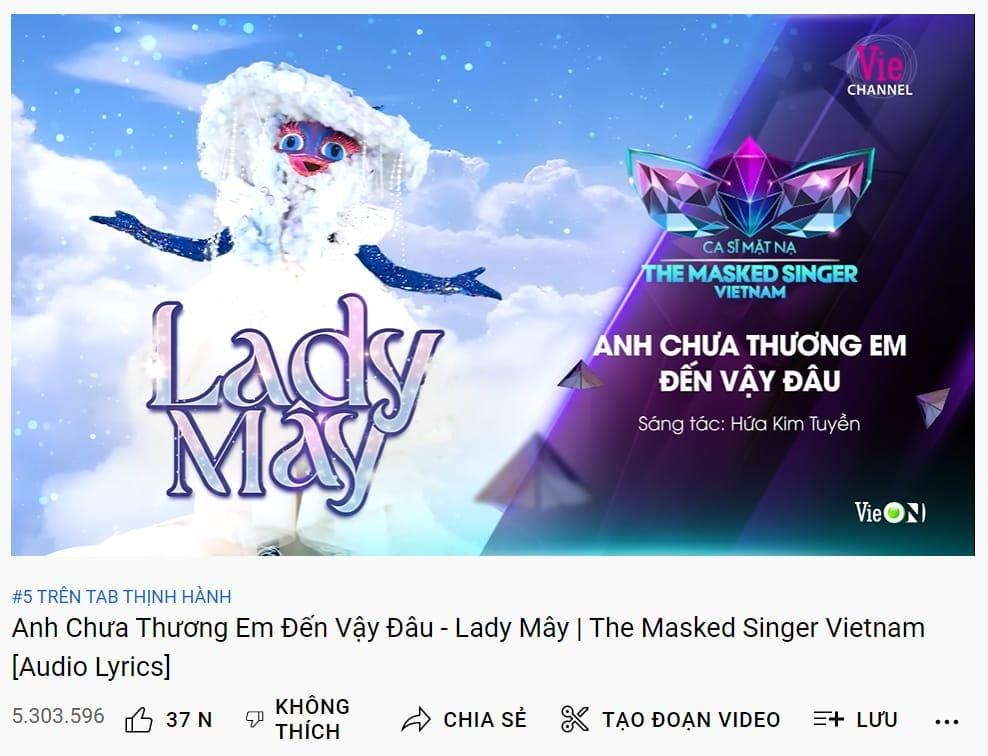 Vie
CHANNEL
CA SĨ MẶT NẠ
THE MASKED SINGER
VIETNAM
Lady
Mây
ANH CHƯA THƯƠNG EM
ĐẾN VẬY ĐÂU
Sáng tác: Hứa Kim Tuyền
VieON
#5 TRÊN TAB THỊNH HÀNH
Anh Chưa Thương Em Đến Vậy Đâu - Lady Mây | The Masked Singer Vietnam
[Audio Lyrics]
5.303.596 37 N KHÔNG THÍCH CHIA SẺ TẠO ĐOẠN VIDEO LƯU ...